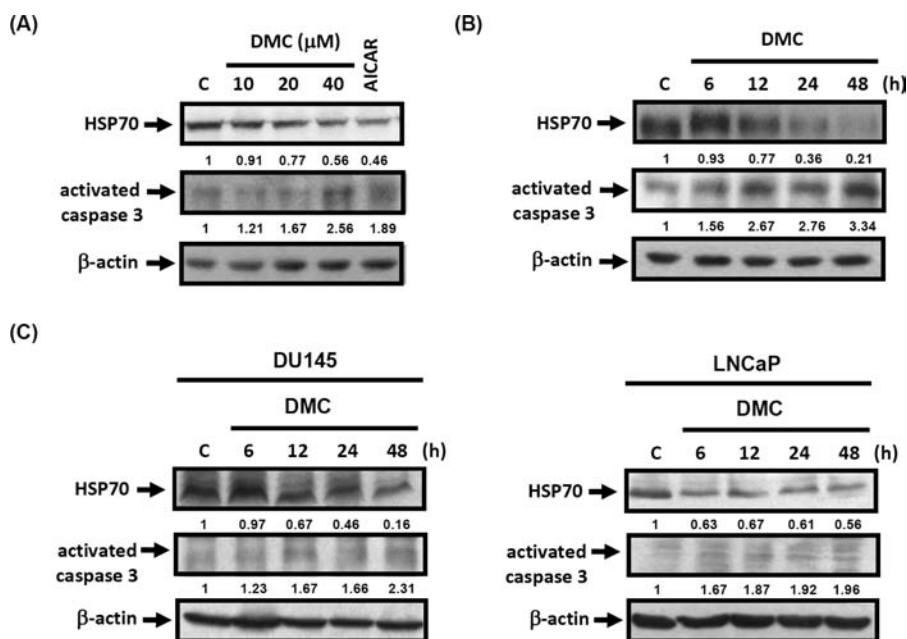 (A)
DMC (μM)
AICAR
C 10 20 40
HSP70
1 0.91 0.77 0.56 0.46
activated
caspase 3
1 1.21 1.67 2.56 1.89
β-actin
(B)
DMC
C 6 12 24 48 (h)
HSP70
1 0.93 0.77 0.36 0.21
activated
caspase 3
1 1.56 2.67 2.76 3.34
β-actin
(C)
DU145
DMC
C 6 12 24 48 (h)
HSP70
1 0.97 0.67 0.46 0.16
activated
caspase 3
1 1.23 1.67 1.66 2.31
β-actin
LNCaP
DMC
C 6 12 24 48 (h)
HSP70
1 0.63 0.67 0.61 0.56
activated
caspase 3
1 1.67 1.87 1.92 1.96
β-actin